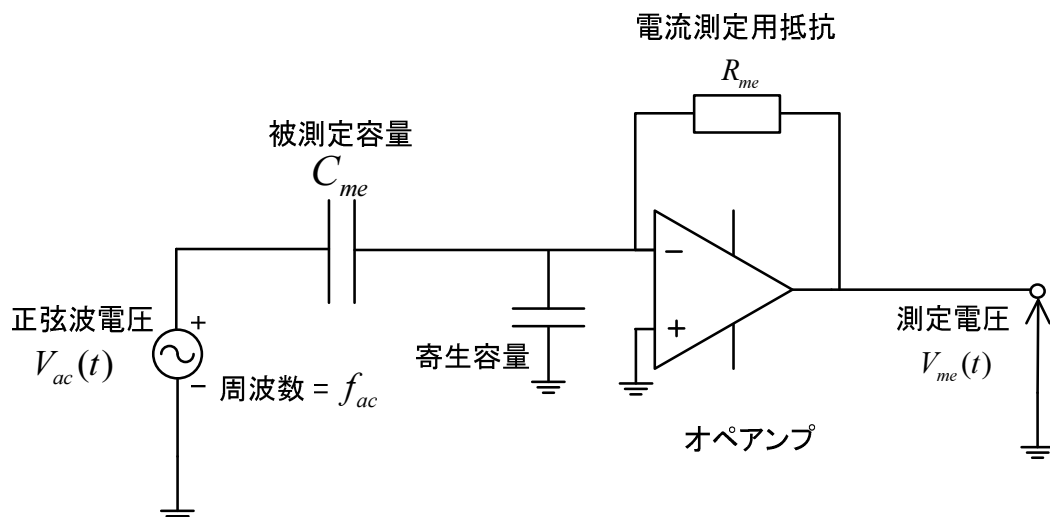 電流測定用抵抗
R_me
被測定容量
C_me
正弦波電圧
V_ac(t)
+
−
周波数 = f_ac
寄生容量
−
+
オペアンプ
測定電圧
V_me(t)